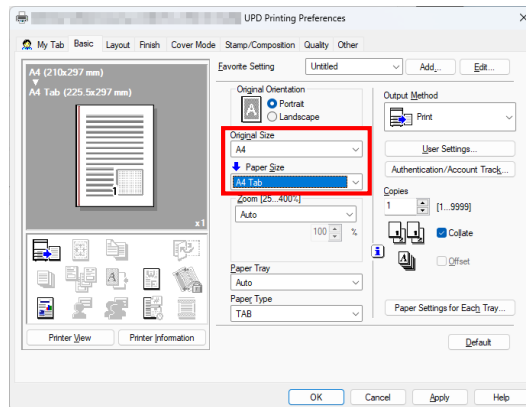 UPD Printing Preferences
My Tab Basic Layout Finish Cover Mode Stamp/Composition Quality Other
A4 (210x297 mm)
A4 Tab (225.5x297 mm)
1
x1
Printer View
Printer Information
Favorite Setting
Untitled
Add...
Edit...
Original Orientation
A
Portrait
Landscape
Original Size
A4
Paper Size
A4 Tab
Zoom [25...400%]
Auto
100 %
Paper Tray
Auto
Paper Type
TAB
Output Method
Print
User Settings...
Authentication/Account Track...
Copies
1 [1...9999]
Collate
Offset
Paper Settings for Each Tray...
Default
OK Cancel Apply Help